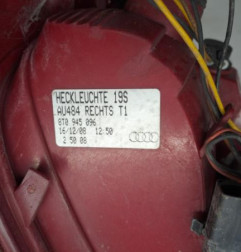 HECKLEUCHTE 19S
AU484 RECHTS T1
8T0 945 096
16/12/08 12:50
2 50 08